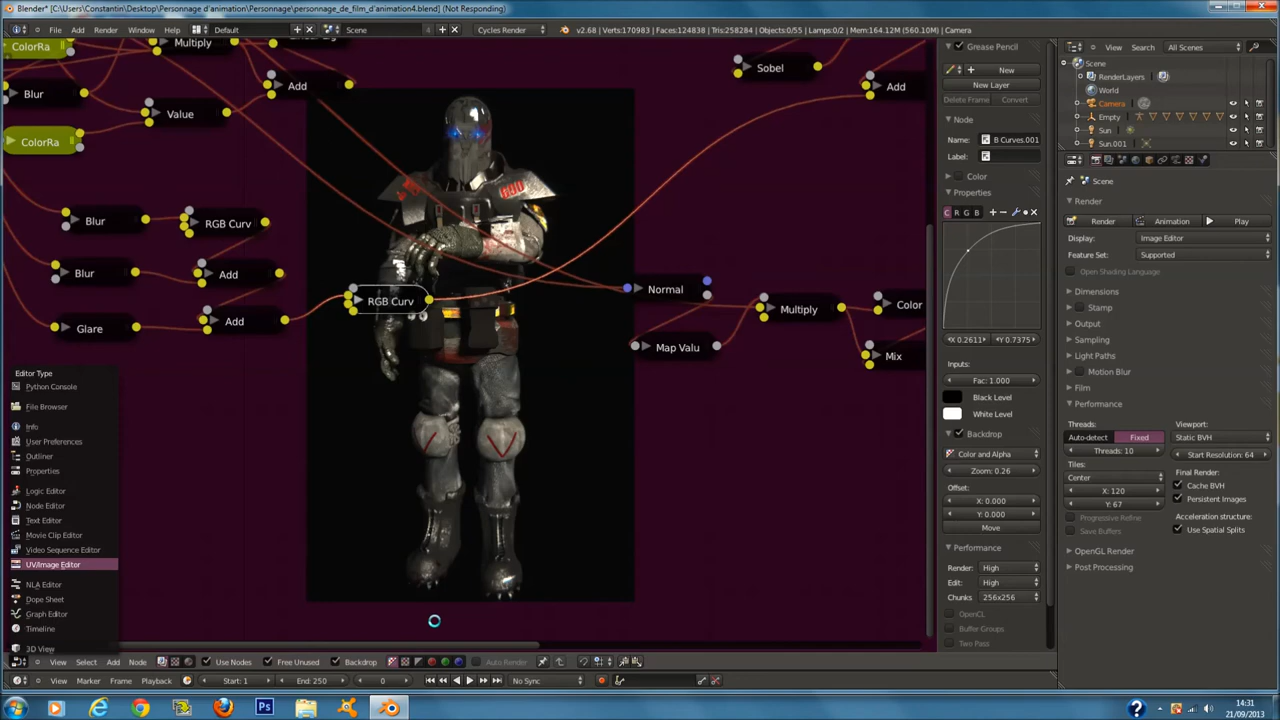 Blender* [C:\Users\Constantin\Desktop\Personnage d'animation\Personnage\personnage_de_film_d'animation4.blend] (Not Responding)
File Add Render Window Help Default Scene 4 Cycles Render v2.68 | Verts:170983 | Faces:124838 | Tris:258284 | Objects:0/55 | Lamps:0/2 | Mem:164.12M (560.10M) | Camera
ColorRa
Multiply
Blur
Add
Value
ColorRa
Sobel
Add
Blur
RGB Curv
Blur
Add
Glare
Add
RGB Curv
Normal
Multiply
Color
Map Valu
Mix
Editor Type
Python Console
File Browser
Info
User Preferences
Outliner
Properties
Logic Editor
Node Editor
Text Editor
Movie Clip Editor
Video Sequence Editor
UV/Image Editor
NLA Editor
Dope Sheet
Graph Editor
Timeline
3D View
View Select Add Node Use Nodes Free Unused Backdrop Auto Render
View Marker Frame Playback Start: 1 End: 250 0 No Sync
Grease Pencil
New
New Layer
Delete Frame Convert
Node
Name: B Curves.001
Label:
Color
Properties
C R G B
X 0.2611 Y 0.7375
Inputs:
Fac: 1.000
Black Level
White Level
Backdrop
Color and Alpha
Zoom: 0.26
Offset:
X: 0.000
Y: 0.000
Move
Performance
Render: High
Edit: High
Chunks 256x256
OpenCL
Buffer Groups
Two Pass
View Search All Scenes
Scene
RenderLayers
World
Camera
Empty
Sun
Sun.001
Scene
Render
Render Animation Play
Display: Image Editor
Feature Set: Supported
Open Shading Language
Dimensions
Stamp
Output
Sampling
Light Paths
Motion Blur
Film
Performance
Threads: Viewport:
Auto-detect Fixed Static BVH
Threads: 10 Start Resolution: 64
Tiles: Final Render:
Center Cache BVH
X: 120 Persistent Images
Y: 67
Progressive Refine Acceleration structure:
Save Buffers Use Spatial Splits
OpenGL Render
Post Processing
Ps
14:31
21/09/2013